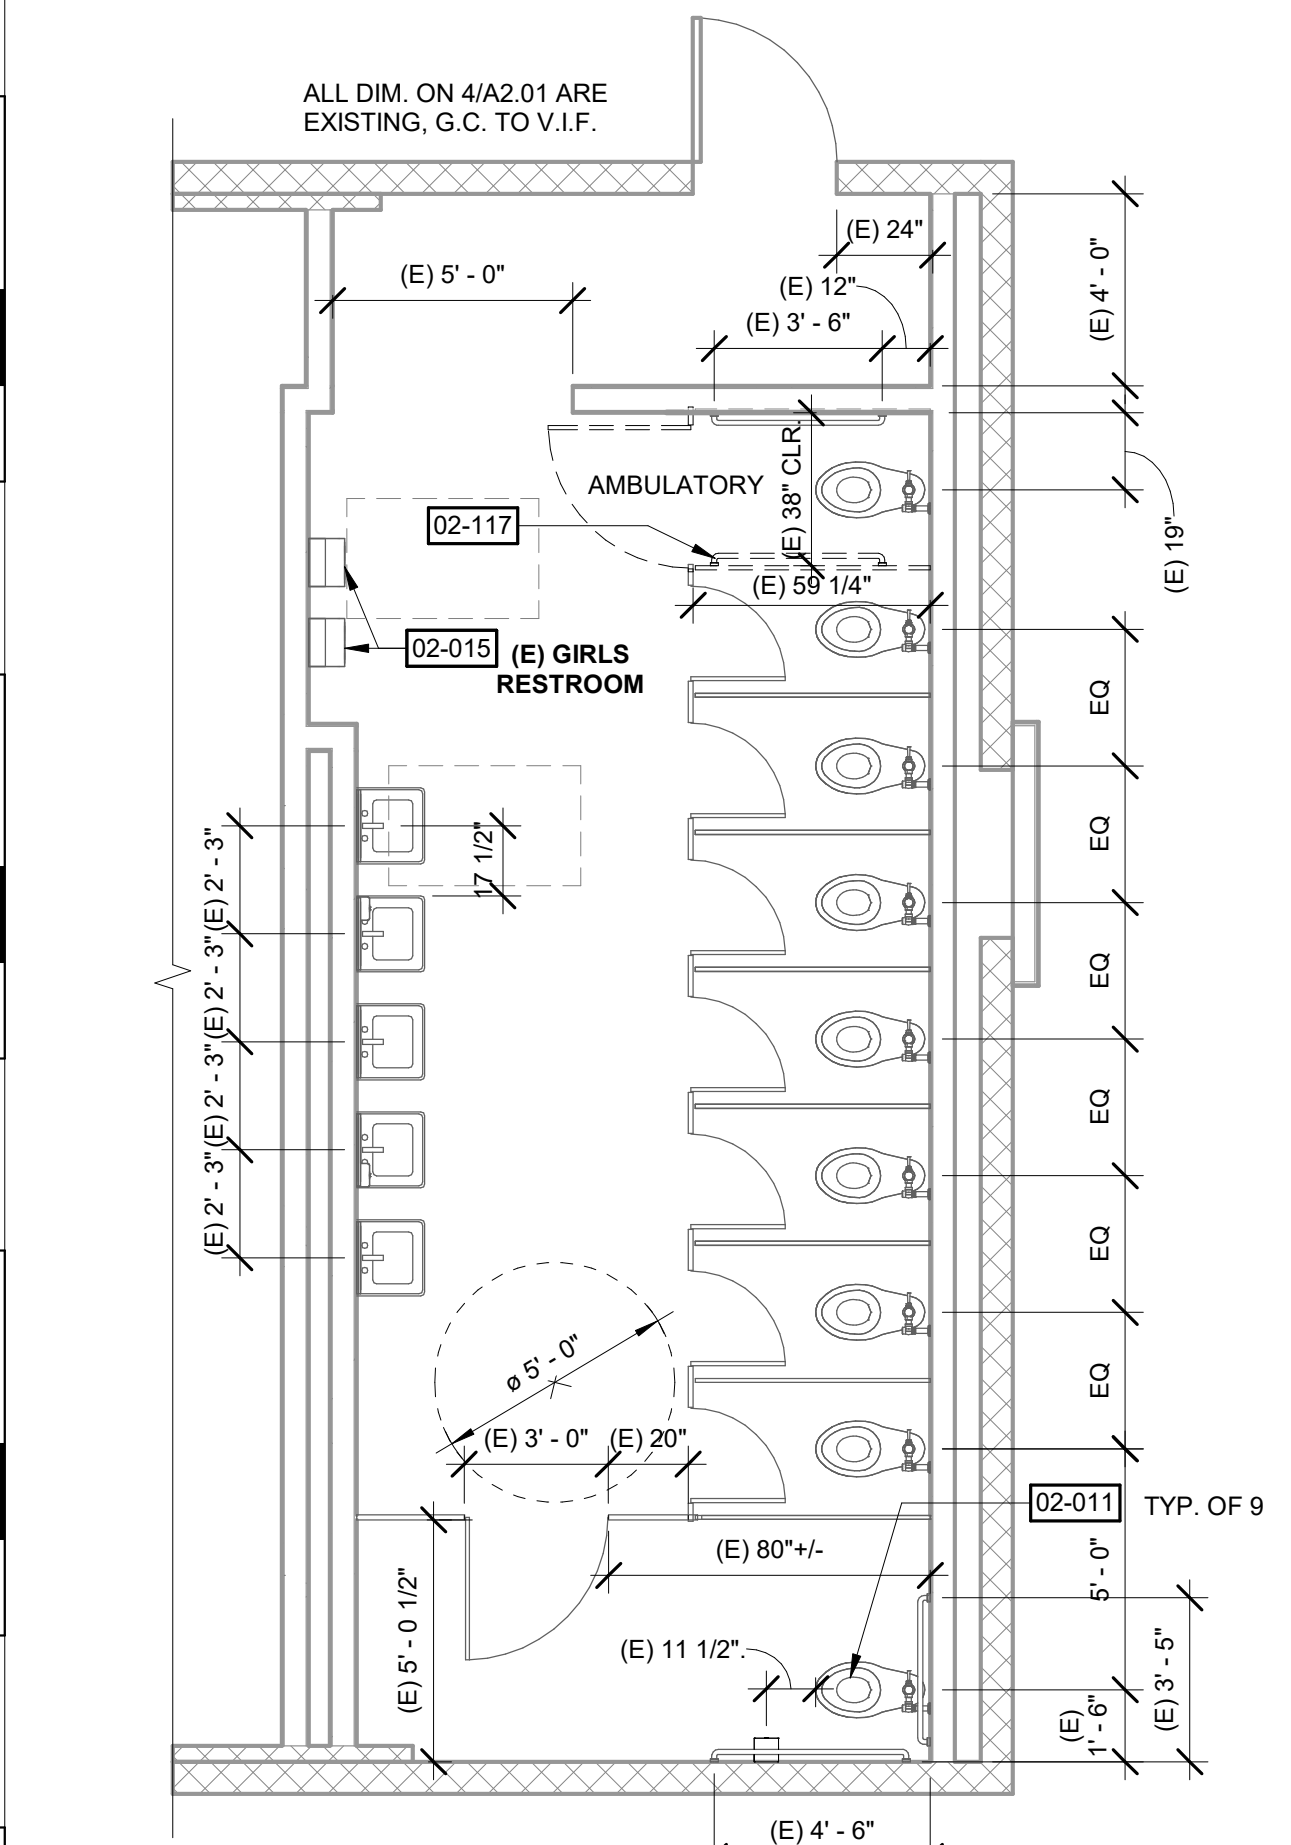 ALL DIM. ON 4/A2.01 ARE
EXISTING, G.C. TO V.I.F.
(E) 24"
(E) 5' - 0"
(E) 12"
(E) 3' - 6"
(E) 4' - 0"
AMBULATORY
(E) 38" CLR.
02-117
(E) 19"
(E) 59 1/4"
02-015
(E) GIRLS
RESTROOM
EQ
EQ
EQ
EQ
EQ
EQ
(E) 2' - 3"
(E) 2' - 3"
(E) 2' - 3"
(E) 2' - 3"
17 1/2"
ø 5' - 0"
(E) 3' - 0"
(E) 20"
02-011
TYP. OF 9
(E) 80"+/-
5' - 0"
(E) 5' - 0 1/2"
(E) 11 1/2".
(E) 3' - 5"
(E)
1' - 6"
(E) 4' - 6"